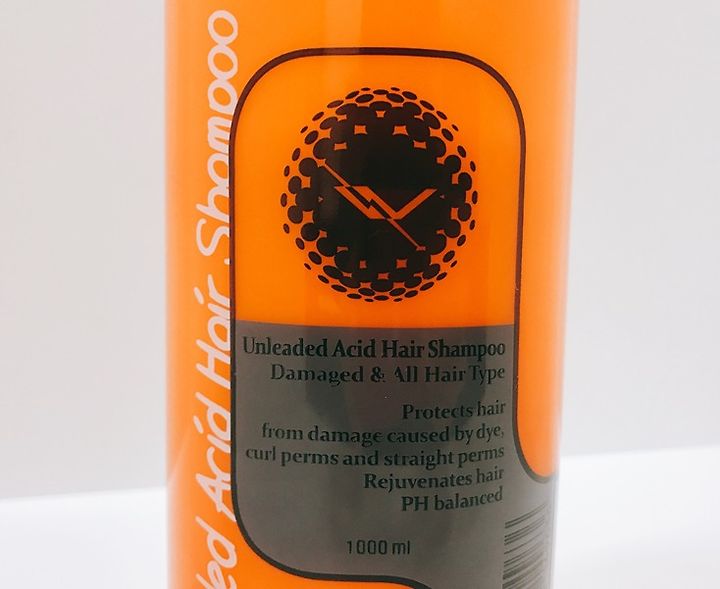 ed Acid Hair Shampoo
Unleaded Acid Hair Shampoo
Damaged & All Hair Type
Protects hair
from damage caused by dye,
curl perms and straight perms
Rejuvenates hair
PH balanced
1000 ml